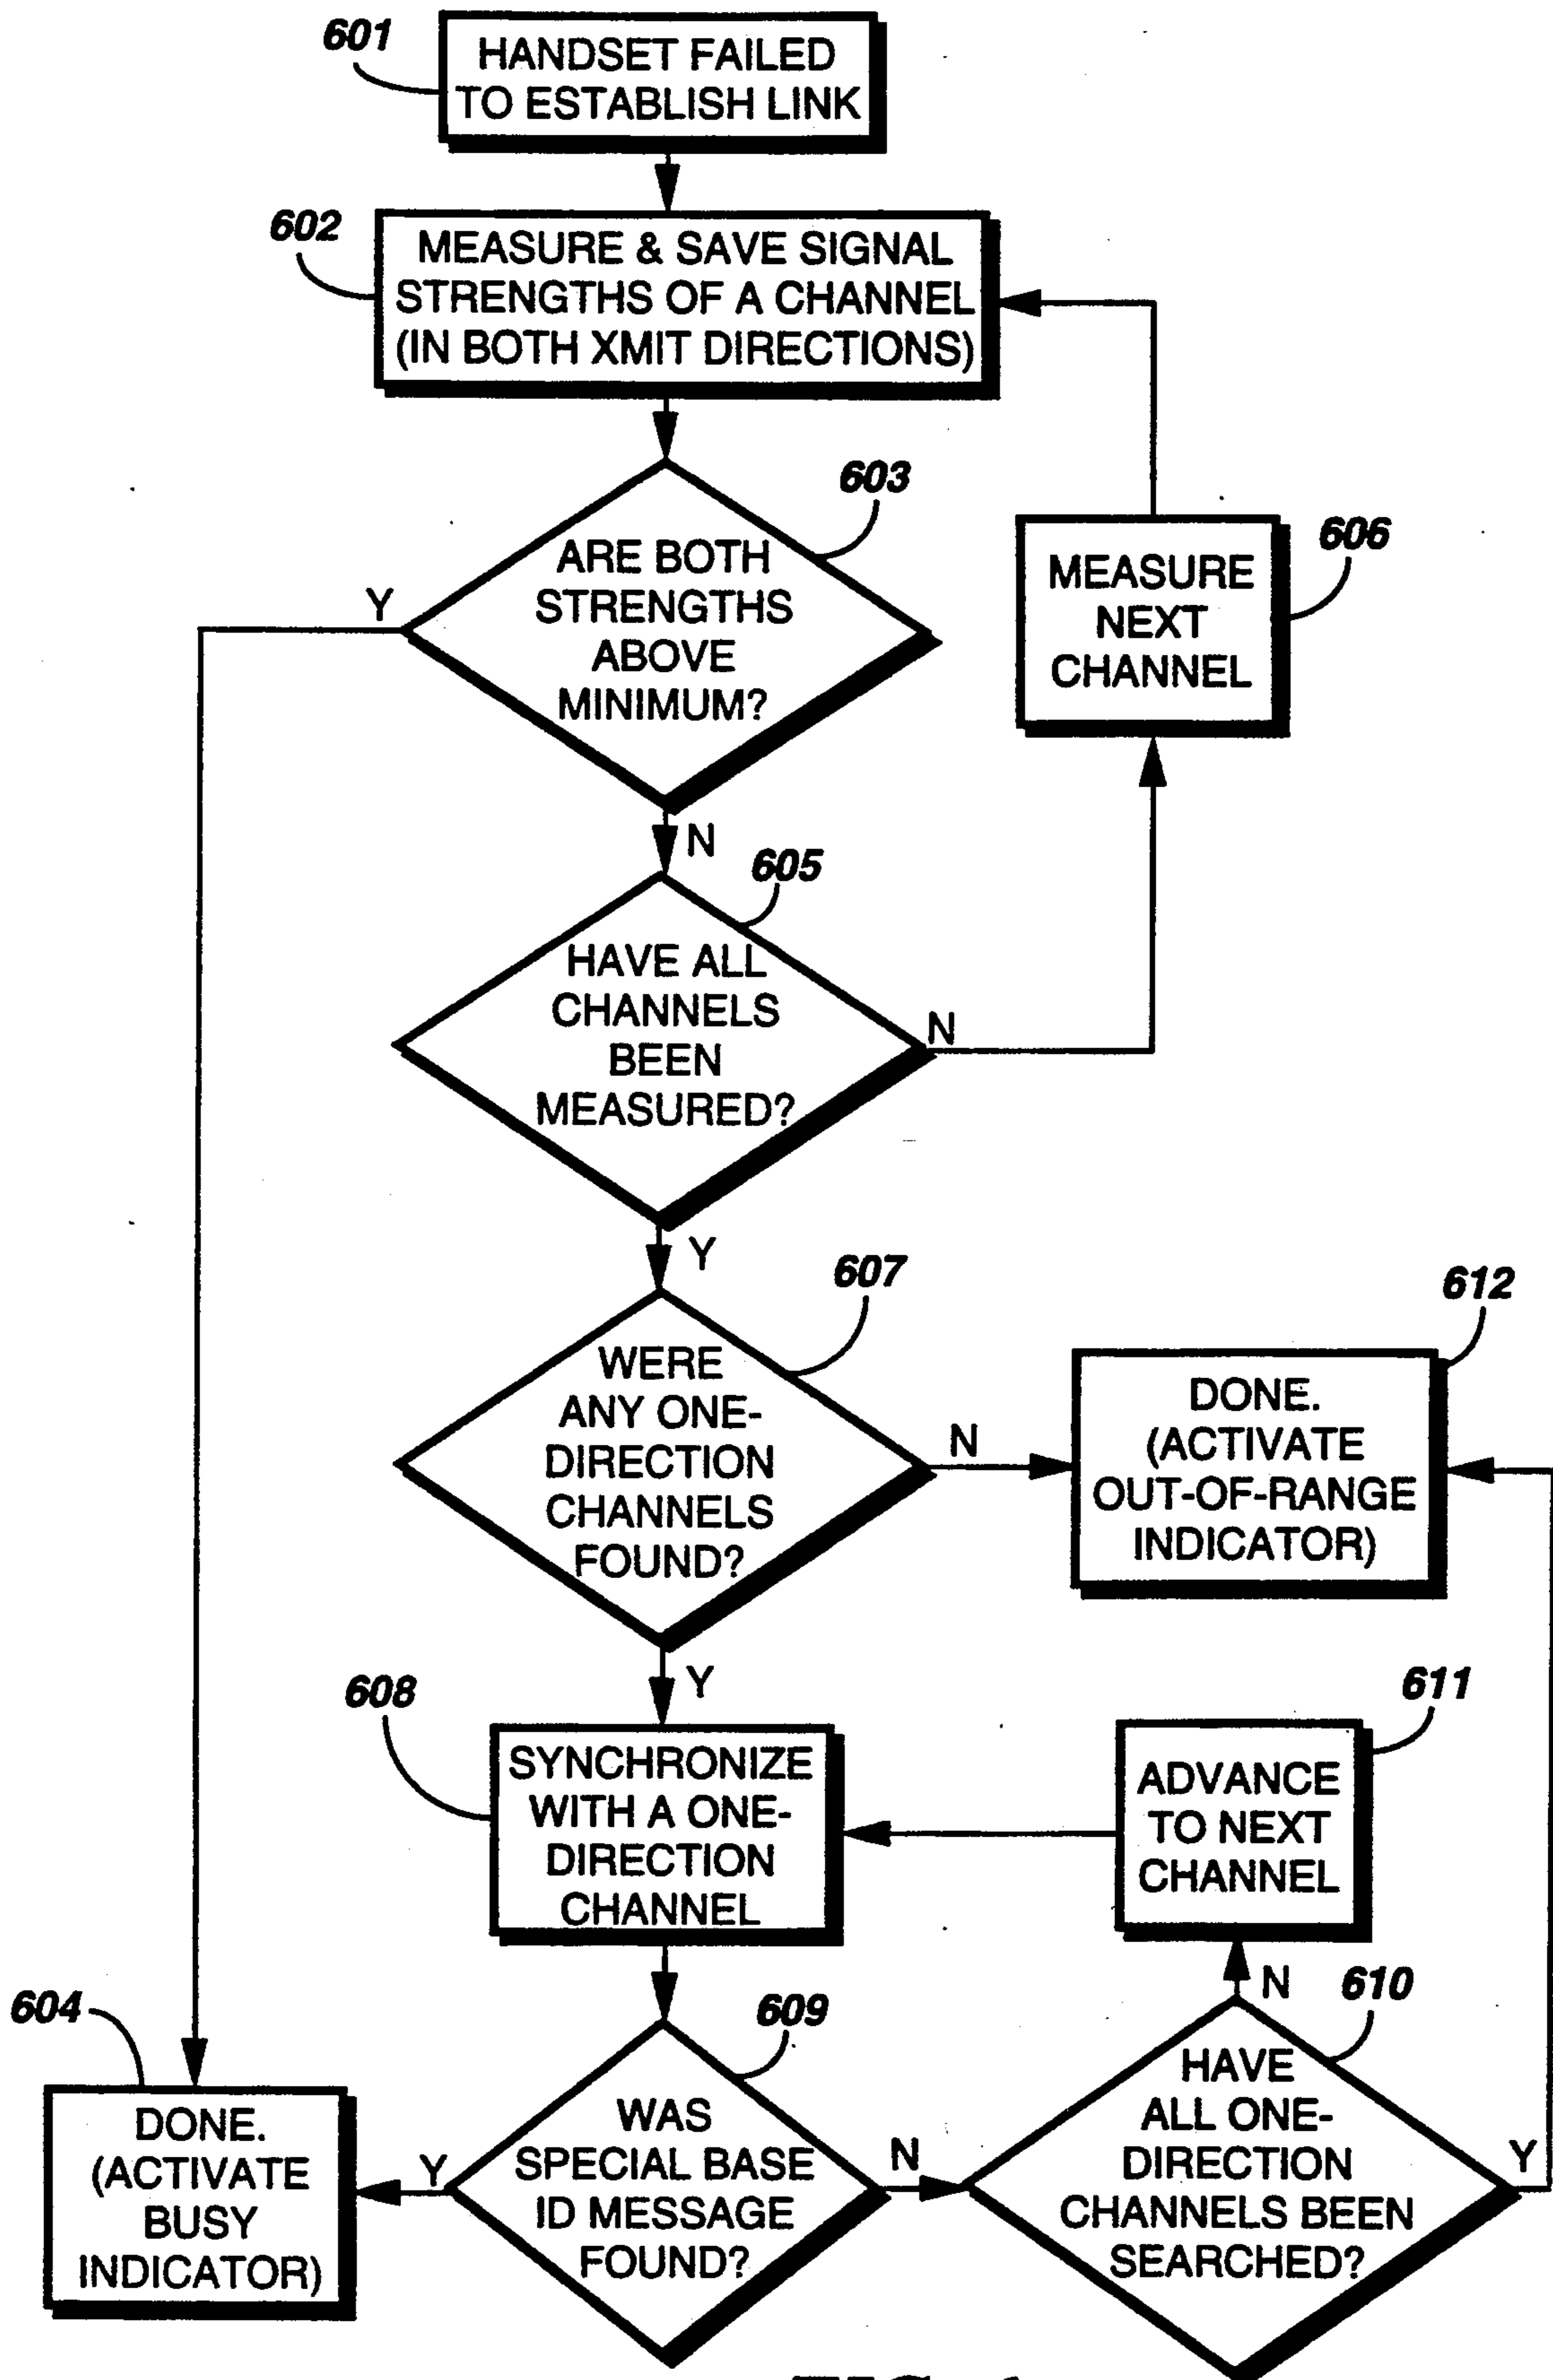 601
HANDSET FAILED
TO ESTABLISH LINK
602
MEASURE & SAVE SIGNAL
STRENGTHS OF A CHANNEL
(IN BOTH XMIT DIRECTIONS)
603
ARE BOTH
STRENGTHS
ABOVE
MINIMUM?
Y
N
606
MEASURE
NEXT
CHANNEL
605
HAVE ALL
CHANNELS
BEEN
MEASURED?
N
Y
607
WERE
ANY ONE-
DIRECTION
CHANNELS
FOUND?
N
Y
612
DONE.
(ACTIVATE
OUT-OF-RANGE
INDICATOR)
608
SYNCHRONIZE
WITH A ONE-
DIRECTION
CHANNEL
611
ADVANCE
TO NEXT
CHANNEL
604
DONE.
(ACTIVATE
BUSY
INDICATOR)
609
WAS
SPECIAL BASE
ID MESSAGE
FOUND?
Y
N
610
HAVE
ALL ONE-
DIRECTION
CHANNELS BEEN
SEARCHED?
N
Y